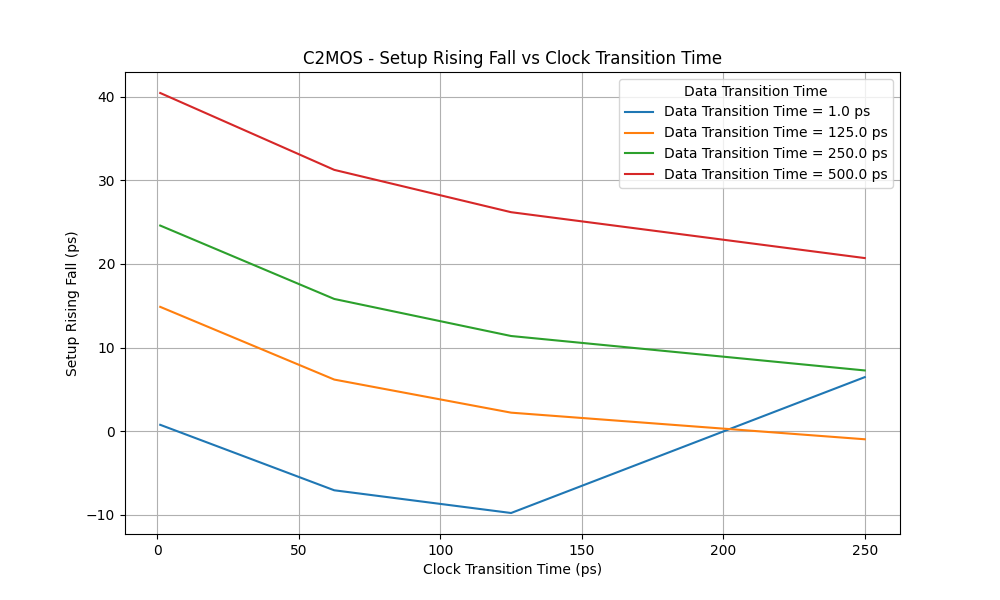 C2MOS - Setup Rising Fall vs Clock Transition Time
Data Transition Time
Data Transition Time = 1.0 ps
Data Transition Time = 125.0 ps
Data Transition Time = 250.0 ps
Data Transition Time = 500.0 ps
Setup Rising Fall (ps)
40
30
20
10
0
−10
0 50 100 150 200 250
Clock Transition Time (ps)